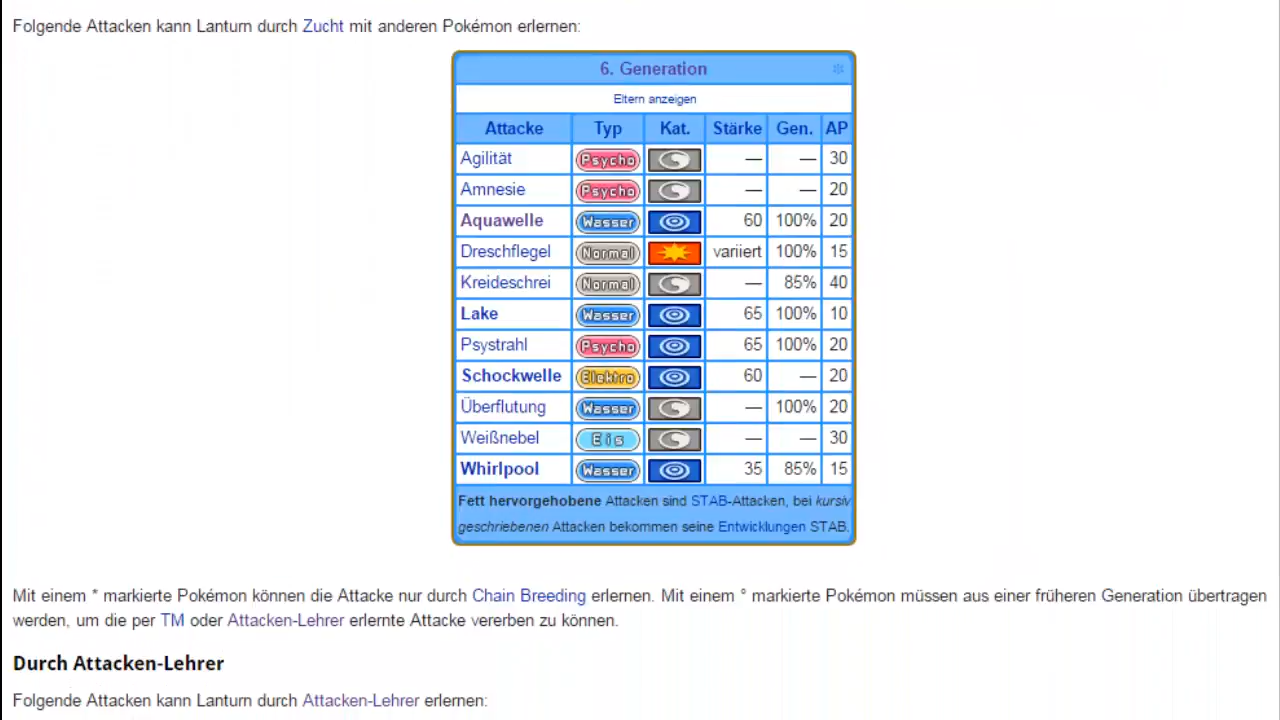 Folgende Attacken kann Lanturn durch Zucht mit anderen Pokémon erlernen:
6. Generation
Eltern anzeigen
Attacke Typ Kat. Stärke Gen. AP
Agilität Psycho — — 30
Amnesie Psycho — — 20
Aquawelle Wasser 60 100% 20
Dreschflegel Normal variiert 100% 15
Kreideschrei Normal — 85% 40
Lake Wasser 65 100% 10
Psystrahl Psycho 65 100% 20
Schockwelle Elektro 60 — 20
Überflutung Wasser — 100% 20
Weißnebel Eis — — 30
Whirlpool Wasser 35 85% 15
Fett hervorgehobene Attacken sind STAB-Attacken, bei kursiv
geschriebenen Attacken bekommen seine Entwicklungen STAB.
Mit einem * markierte Pokémon können die Attacke nur durch Chain Breeding erlernen. Mit einem ° markierte Pokémon müssen aus einer früheren Generation übertragen
werden, um die per TM oder Attacken-Lehrer erlernte Attacke vererben zu können.
Durch Attacken-Lehrer
Folgende Attacken kann Lanturn durch Attacken-Lehrer erlernen: